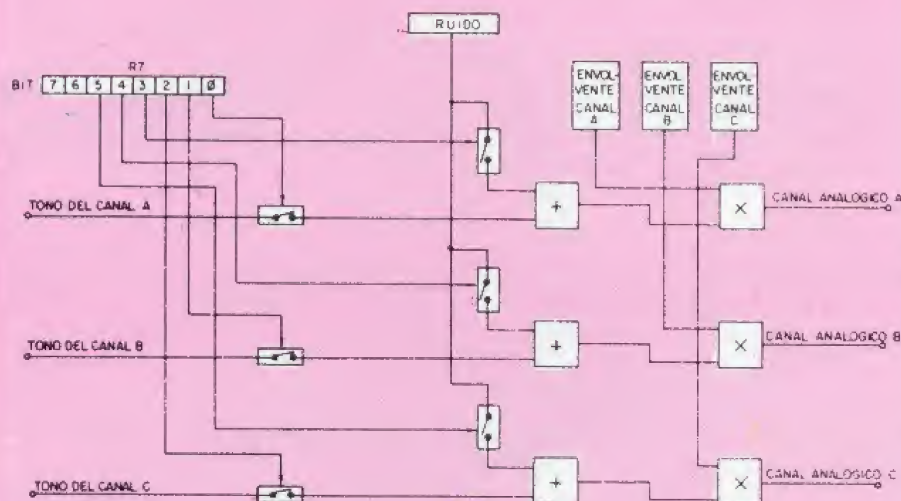 RUIDO
R7
BIT 7 6 5 4 3 2 1 0
ENVOL-
VENTE
CANAL
A
ENVOL
VENTE
CANAL
B
ENVOL
VENTE
CANAL
C
TONO DEL CANAL A
+
×
CANAL ANALOGICO A
TONO DEL CANAL B
+
×
CANAL ANALOGICO B
TONO DEL CANAL C
+
×
CANAL ANALOGICO C